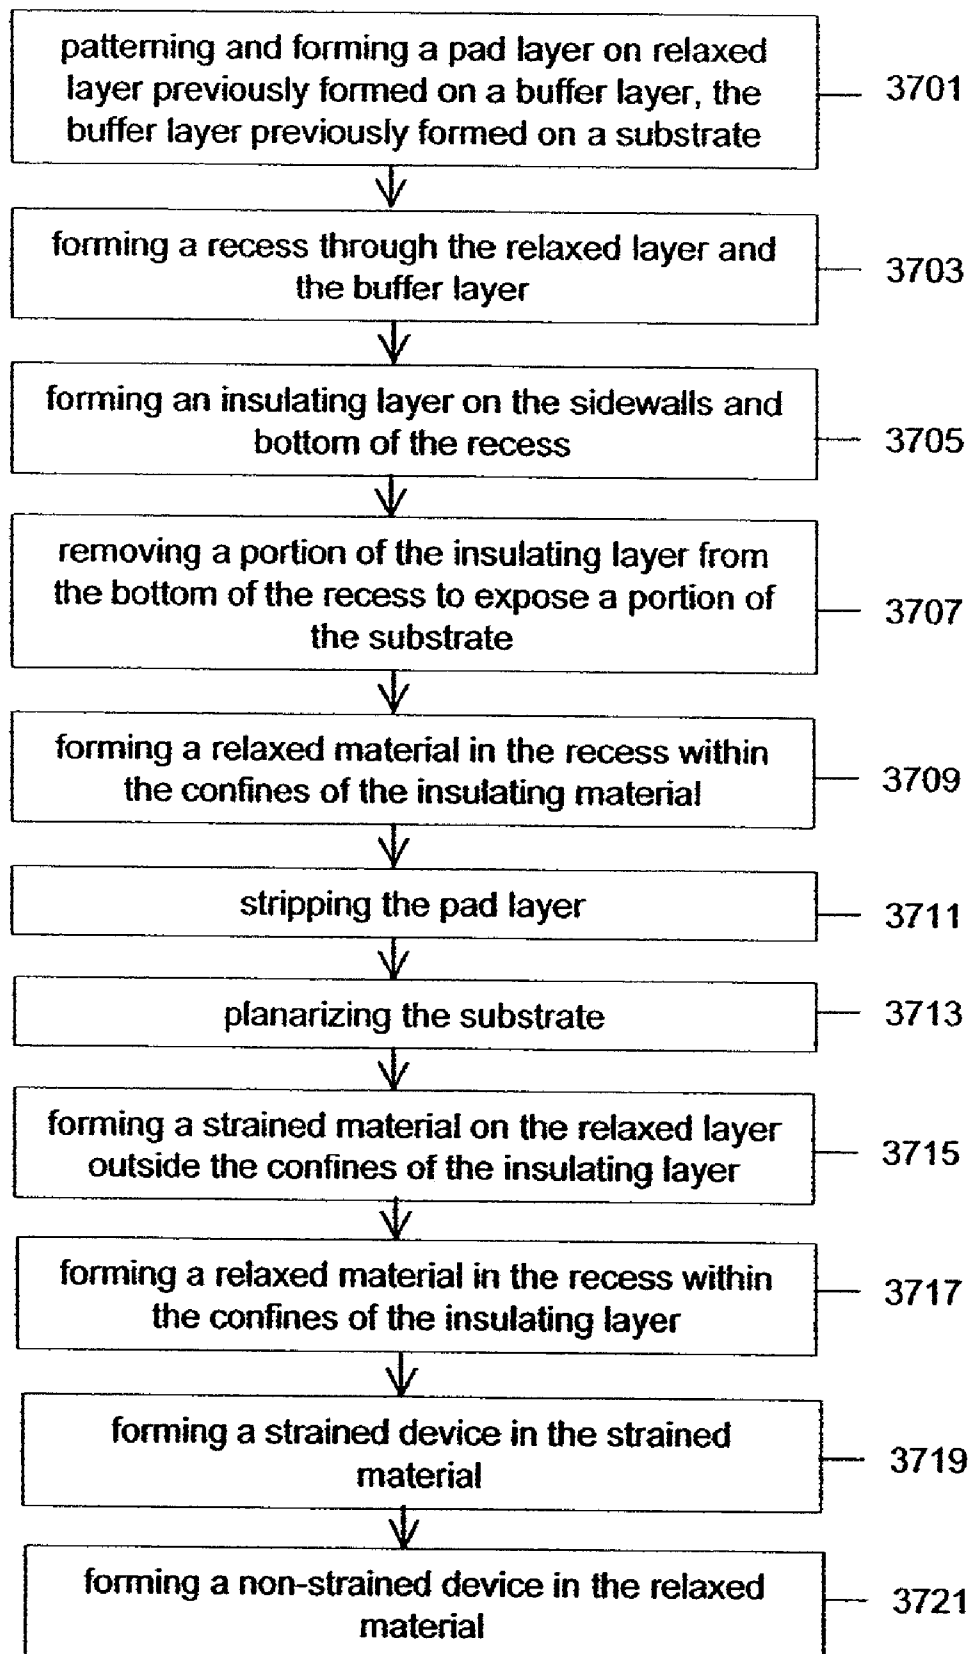 patterning and forming a pad layer on relaxed
layer previously formed on a buffer layer, the
buffer layer previously formed on a substrate
3701
forming a recess through the relaxed layer and
the buffer layer
3703
forming an insulating layer on the sidewalls and
bottom of the recess
3705
removing a portion of the insulating layer from
the bottom of the recess to expose a portion of
the substrate
3707
forming a relaxed material in the recess within
the confines of the insulating material
3709
stripping the pad layer
3711
planarizing the substrate
3713
forming a strained material on the relaxed layer
outside the confines of the insulating layer
3715
forming a relaxed material in the recess within
the confines of the insulating layer
3717
forming a strained device in the strained
material
3719
forming a non-strained device in the relaxed
material
3721